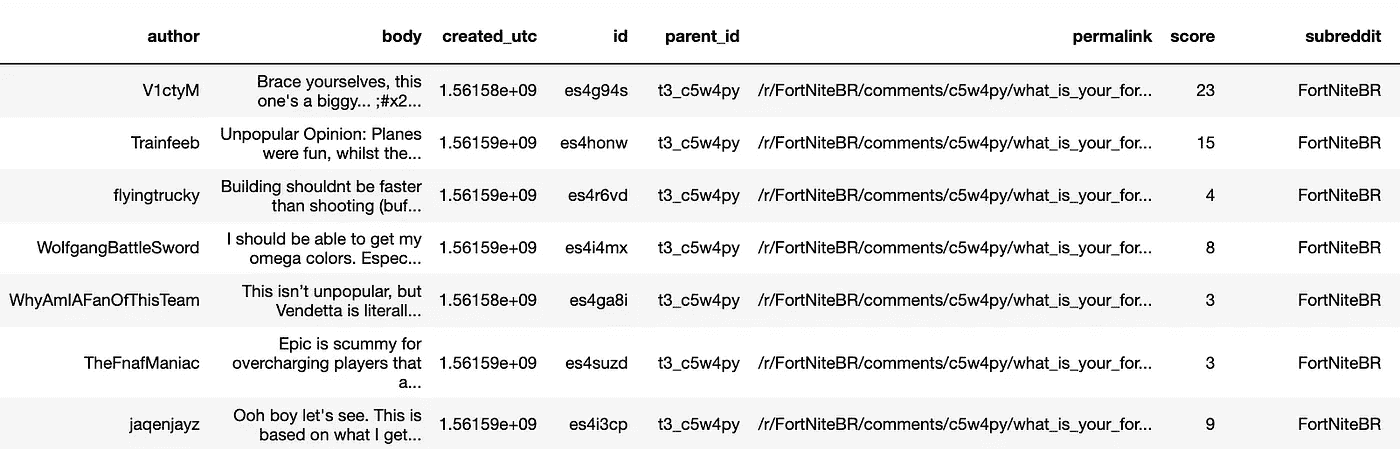 author body created_utc id parent_id permalink score subreddit
V1ctyM Brace yourselves, this one's a biggy... ;#x2... 1.56158e+09 es4g94s t3_c5w4py /r/FortNiteBR/comments/c5w4py/what_is_your_for... 23 FortNiteBR
Trainfeeb Unpopular Opinion: Planes were fun, whilst the... 1.56159e+09 es4honw t3_c5w4py /r/FortNiteBR/comments/c5w4py/what_is_your_for... 15 FortNiteBR
flyingtrucky Building shouldnt be faster than shooting (buf... 1.56159e+09 es4r6vd t3_c5w4py /r/FortNiteBR/comments/c5w4py/what_is_your_for... 4 FortNiteBR
WolfgangBattleSword I should be able to get my omega colors. Espec... 1.56159e+09 es4i4mx t3_c5w4py /r/FortNiteBR/comments/c5w4py/what_is_your_for... 8 FortNiteBR
WhyAmIAFanOfThisTeam This isn’t unpopular, but Vendetta is literall... 1.56158e+09 es4ga8i t3_c5w4py /r/FortNiteBR/comments/c5w4py/what_is_your_for... 3 FortNiteBR
TheFnafManiac Epic is scummy for overcharging players that a... 1.56159e+09 es4suzd t3_c5w4py /r/FortNiteBR/comments/c5w4py/what_is_your_for... 3 FortNiteBR
jaqenjayz Ooh boy let's see. This is based on what I get... 1.56159e+09 es4i3cp t3_c5w4py /r/FortNiteBR/comments/c5w4py/what_is_your_for... 9 FortNiteBR